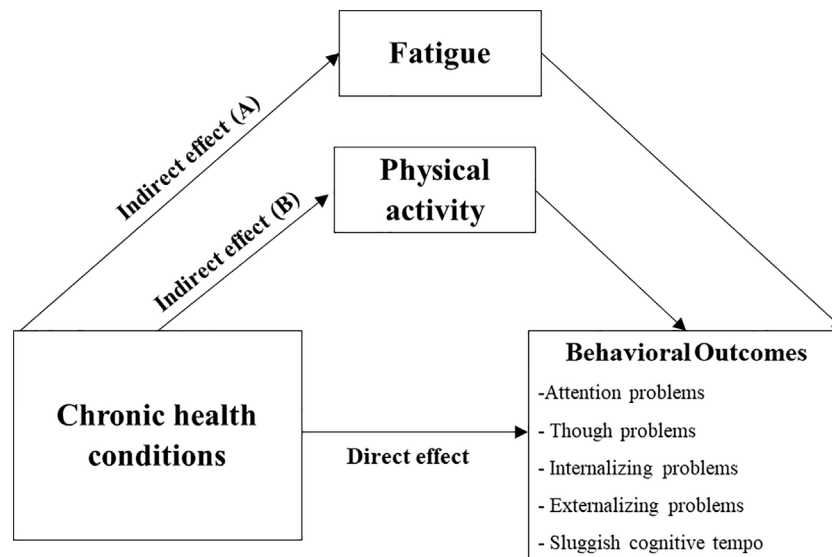 Fatigue
Indirect effect (A)
Physical
activity
Indirect effect (B)
Chronic health
conditions
Direct effect
Behavioral Outcomes
-Attention problems
- Though problems
- Internalizing problems
- Externalizing problems
- Sluggish cognitive tempo